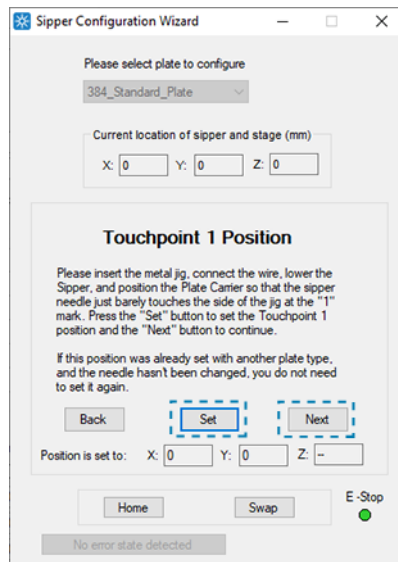 Sipper Configuration Wizard
Please select plate to configure
384_Standard_Plate
Current location of sipper and stage (mm)
X: 0 Y: 0 Z: 0
Touchpoint 1 Position
Please insert the metal jig, connect the wire, lower the
Sipper, and position the Plate Carrier so that the sipper
needle just barely touches the side of the jig at the "1"
mark. Press the "Set" button to set the Touchpoint 1
position and the "Next" button to continue.
If this position was already set with another plate type,
and the needle hasn't been changed, you do not need
to set it again.
Back Set Next
Position is set to: X: 0 Y: 0 Z: --
Home Swap E -Stop
No error state detected